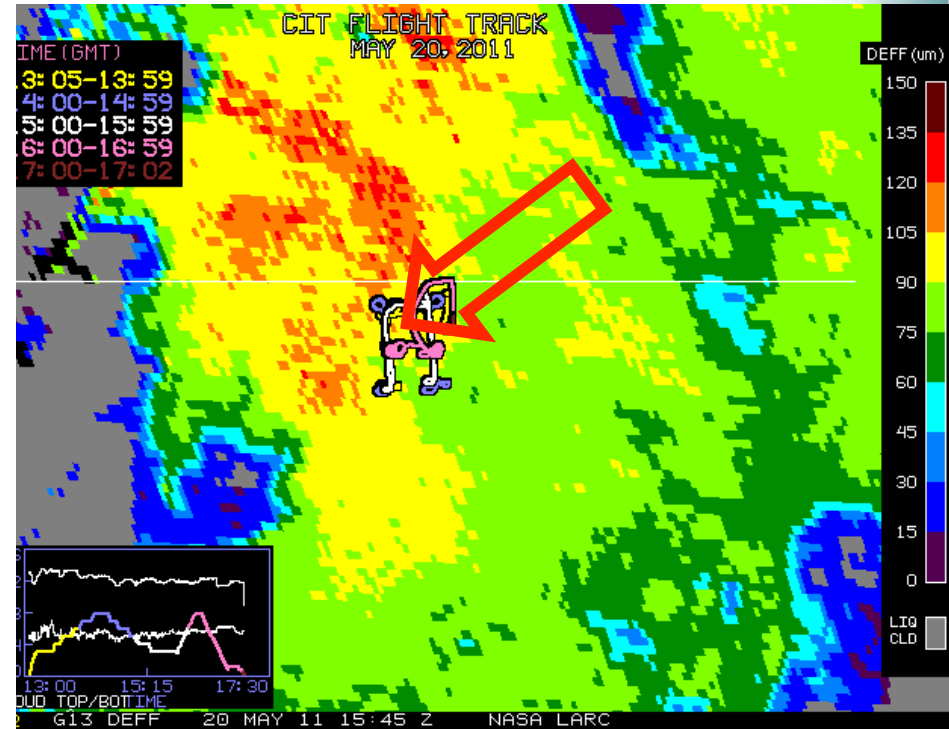 CIT FLIGHT TRACK
MAY 20, 2011
IME(GMT)
3:05-13:59
4:00-14:59
5:00-15:59
6:00-16:59
7:00-17:02
DEFF(um)
150
135
120
105
90
75
60
45
30
15
0
LIQ
CLD
13:00 15:15 17:30
OUD TOP/BOT TIME
G13 DEFF 20 MAY 11 15:45 Z NASA LARC